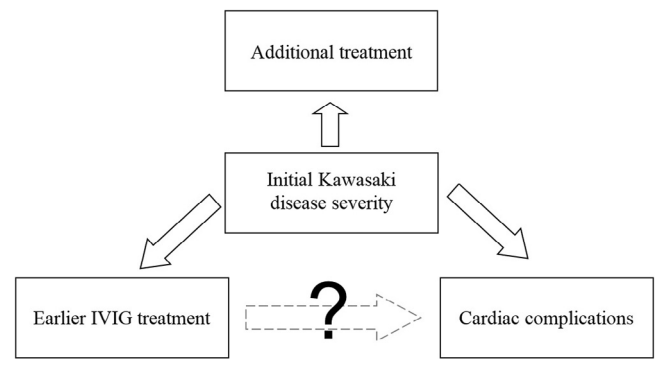 Additional treatment
Initial Kawasaki
disease severity
Earlier IVIG treatment
?
Cardiac complications